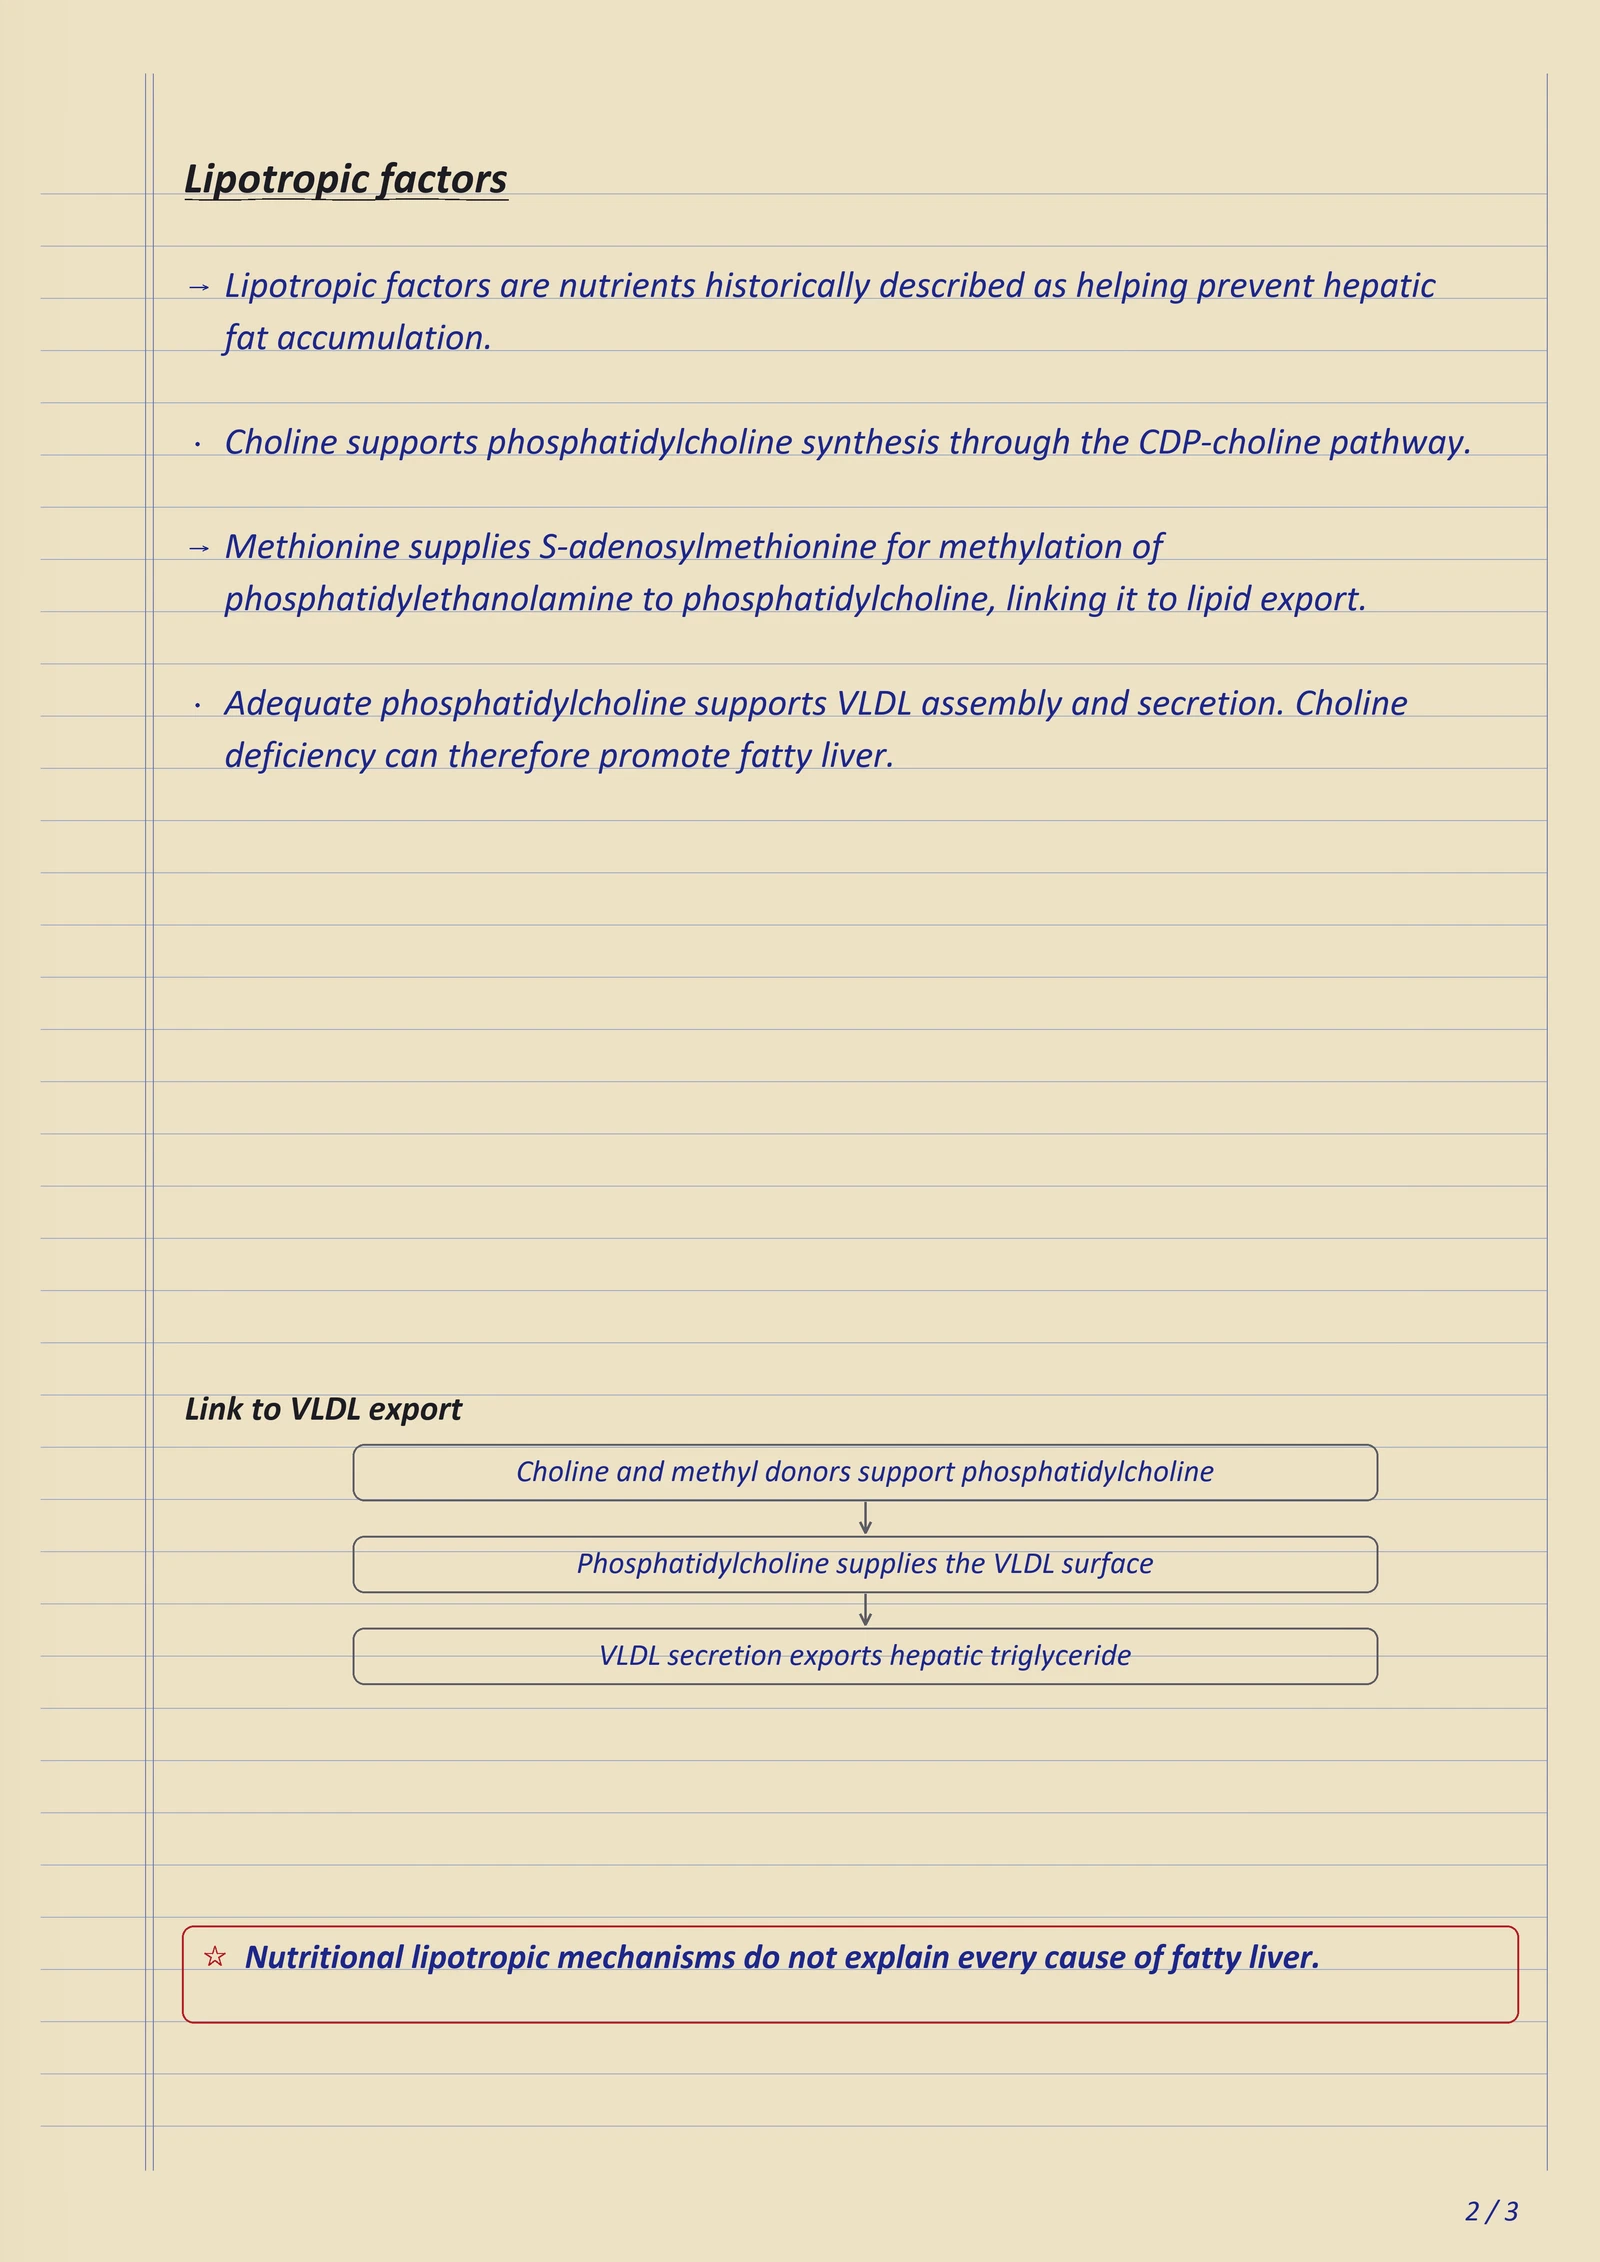 Lipotropic factors
→ Lipotropic factors are nutrients historically described as helping prevent hepatic
fat accumulation.
· Choline supports phosphatidylcholine synthesis through the CDP-choline pathway.
→ Methionine supplies S-adenosylmethionine for methylation of
phosphatidylethanolamine to phosphatidylcholine, linking it to lipid export.
· Adequate phosphatidylcholine supports VLDL assembly and secretion. Choline
deficiency can therefore promote fatty liver.
Link to VLDL export
Choline and methyl donors support phosphatidylcholine
Phosphatidylcholine supplies the VLDL surface
VLDL secretion exports hepatic triglyceride
☆ Nutritional lipotropic mechanisms do not explain every cause of fatty liver.
2 / 3